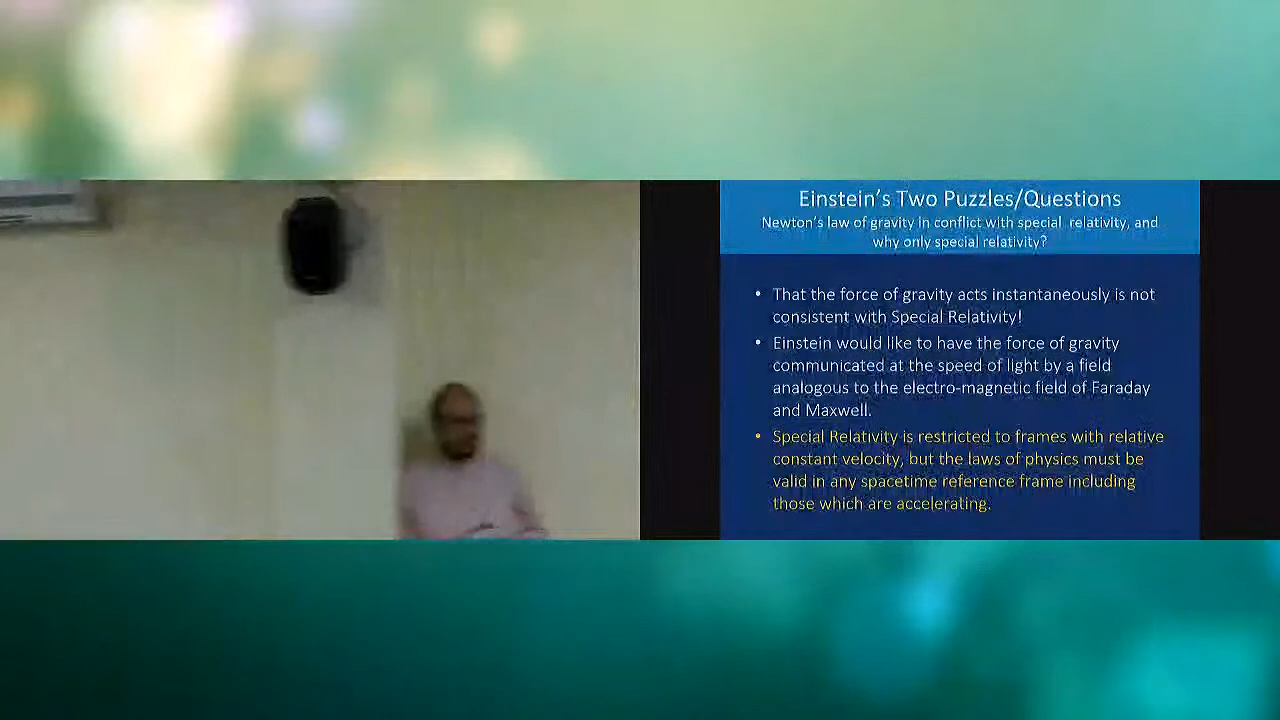 Einstein's Two Puzzles/Questions
Newton's law of gravity in conflict with special relativity, and
why only special relativity?
• That the force of gravity acts instantaneously is not
consistent with Special Relativity!
• Einstein would like to have the force of gravity
communicated at the speed of light by a field
analogous to the electro-magnetic field of Faraday
and Maxwell.
• Special Relativity is restricted to frames with relative
constant velocity, but the laws of physics must be
valid in any spacetime reference frame including
those which are accelerating.